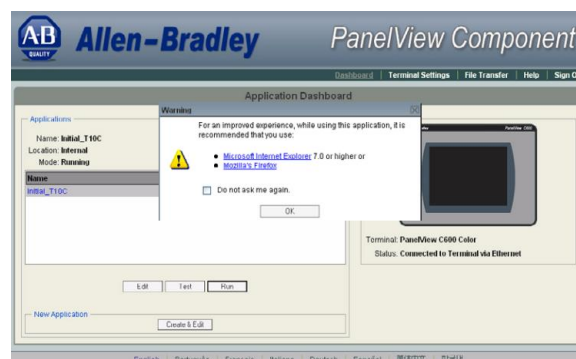 AB
QUALITY
Allen-Bradley
PanelView Component
Dashboard | Terminal Settings | File Transfer | Help | Sign O
Application Dashboard
Applications
Name: Initial_T10C
Location: Internal
Mode: Running
Name
Initial_T10C
Warning
For an improved experience, while using this application, it is
recommended that you use:
Microsoft Internet Explorer 7.0 or higher or
Mozilla's Firefox
Do not ask me again.
OK
Terminal: PanelView C600
Color
Status: Connected to Terminal via Ethernet
Edit
Test
Run
New Application
Create & Edit
English | Português | Français | Italiano | Deutsch | Español